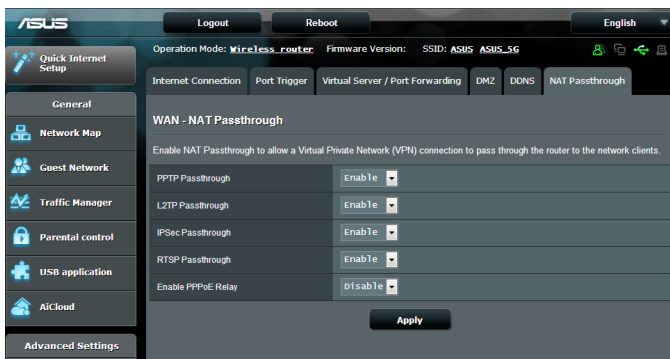 ASUS
Logout
Reboot
English
Quick Internet
Setup
Operation Mode: Wireless router Firmware Version: SSID: ASUS ASUS_5G
Internet Connection
Port Trigger
Virtual Server / Port Forwarding
DMZ
DDNS
NAT Passthrough
General
Network Map
Guest Network
Traffic Manager
Parental control
USB application
AiCloud
Advanced Settings
WAN - NAT Passthrough
Enable NAT Passthrough to allow a Virtual Private Network (VPN) connection to pass through the router to the network clients.
PPTP Passthrough Enable
L2TP Passthrough Enable
IPSec Passthrough Enable
RTSP Passthrough Enable
Enable PPPoE Relay Disable
Apply